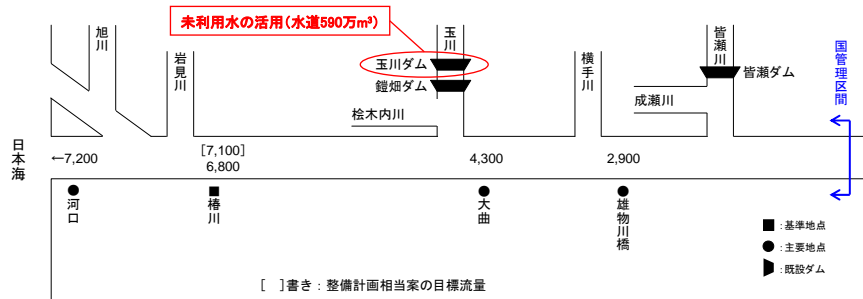 未利用水の活用(水道590万m³)
旭川
岩見川
玉川
玉川ダム
鎧畑ダム
桧木内川
横手川
成瀬川
皆瀬川
皆瀬ダム
国管理区間
日本海
←7,200
[7,100]
6,800
4,300
2,900
河口
椿川
大曲
雄物川橋
■:基準地点
●:主要地点
:既設ダム
[ ]書き:整備計画相当案の目標流量